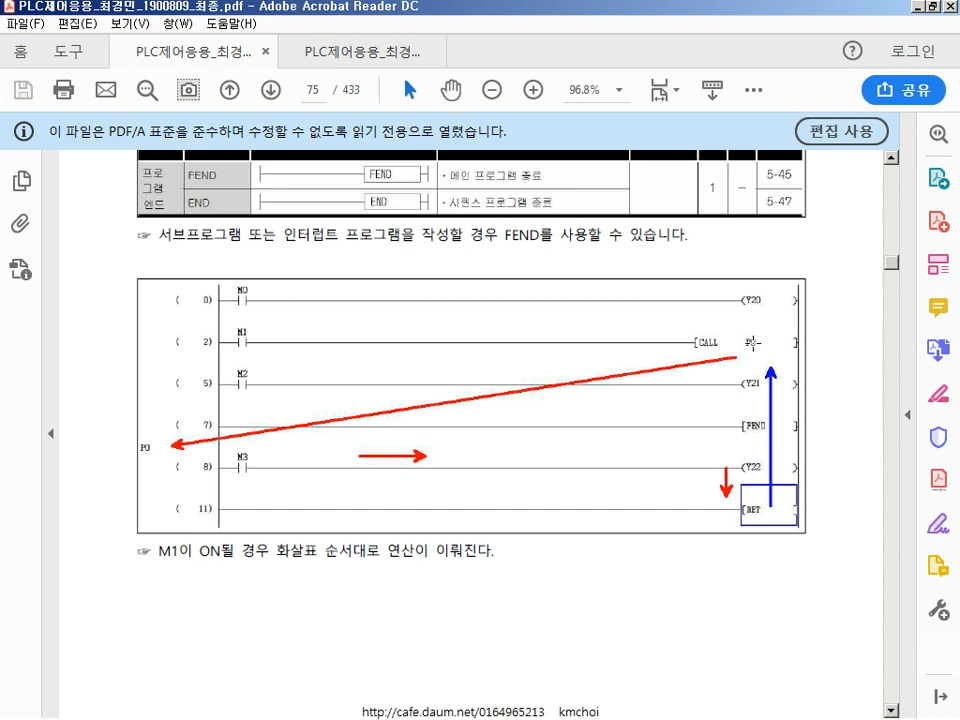 PLC제어응용_최경민_1900809_최종.pdf - Adobe Acrobat Reader DC
파일(F) 편집(E) 보기(V) 창(W) 도움말(H)
홈 도구 PLC제어응용_최경... × PLC제어응용_최경... 로그인
75 / 433 96.8% 공유
이 파일은 PDF/A 표준을 준수하며 수정할 수 없도록 읽기 전용으로 열렸습니다. 편집 사용
프로그램 엔드
FEND FEND ・메인 프로그램 종료 1 － 5-45
END END ・시퀀스 프로그램 종료 5-47
☞ 서브프로그램 또는 인터럽트 프로그램을 작성할 경우 FEND를 사용할 수 있습니다.
( 0) M0 (Y20 )
( 2) M1 [CALL P0 ]
( 5) M2 (Y21 )
( 7) [FEND ]
P0
( 8) M3 (Y22 )
( 11) [RET ]
☞ M1이 ON될 경우 화살표 순서대로 연산이 이뤄진다.
http://cafe.daum.net/0164965213 kmchoi